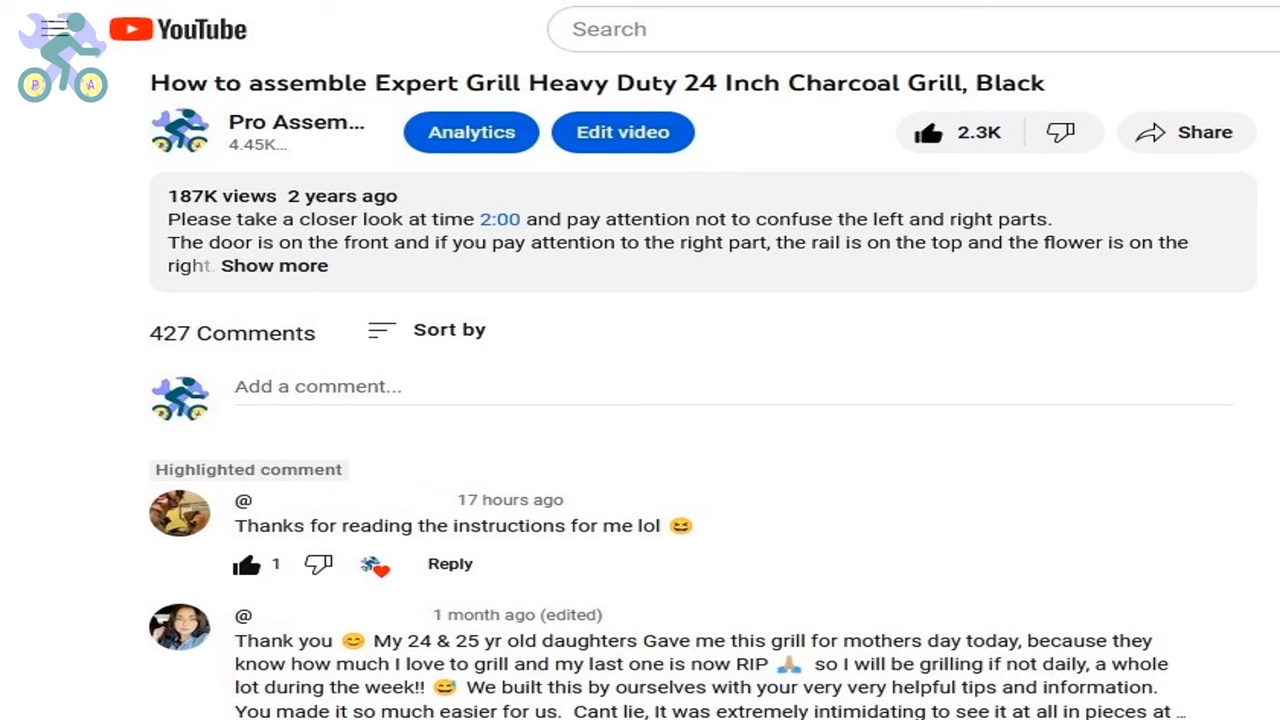 YouTube
Search
P A
How to assemble Expert Grill Heavy Duty 24 Inch Charcoal Grill, Black
Pro Assem...
4.45K...
Analytics
Edit video
2.3K
Share
187K views 2 years ago
Please take a closer look at time 2:00 and pay attention not to confuse the left and right parts.
The door is on the front and if you pay attention to the right part, the rail is on the top and the flower is on the
right. Show more
427 Comments
Sort by
Add a comment...
Highlighted comment
@ 17 hours ago
Thanks for reading the instructions for me lol 😆
1
Reply
@ 1 month ago (edited)
Thank you 😊 My 24 & 25 yr old daughters Gave me this grill for mothers day today, because they
know how much I love to grill and my last one is now RIP 🙏🏼 so I will be grilling if not daily, a whole
lot during the week!! 😅 We built this by ourselves with your very very helpful tips and information.
You made it so much easier for us. Cant lie, It was extremely intimidating to see it at all in pieces at ...